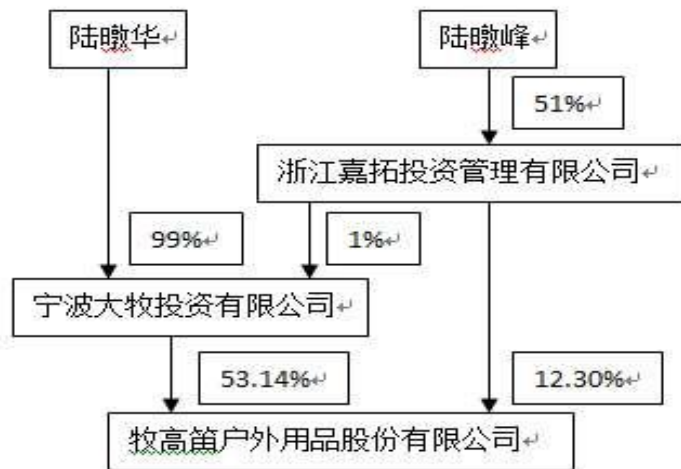 陆暾华
陆暾峰
51%
浙江嘉拓投资管理有限公司
99%
1%
宁波大牧投资有限公司
53.14%
12.30%
牧高笛户外用品股份有限公司